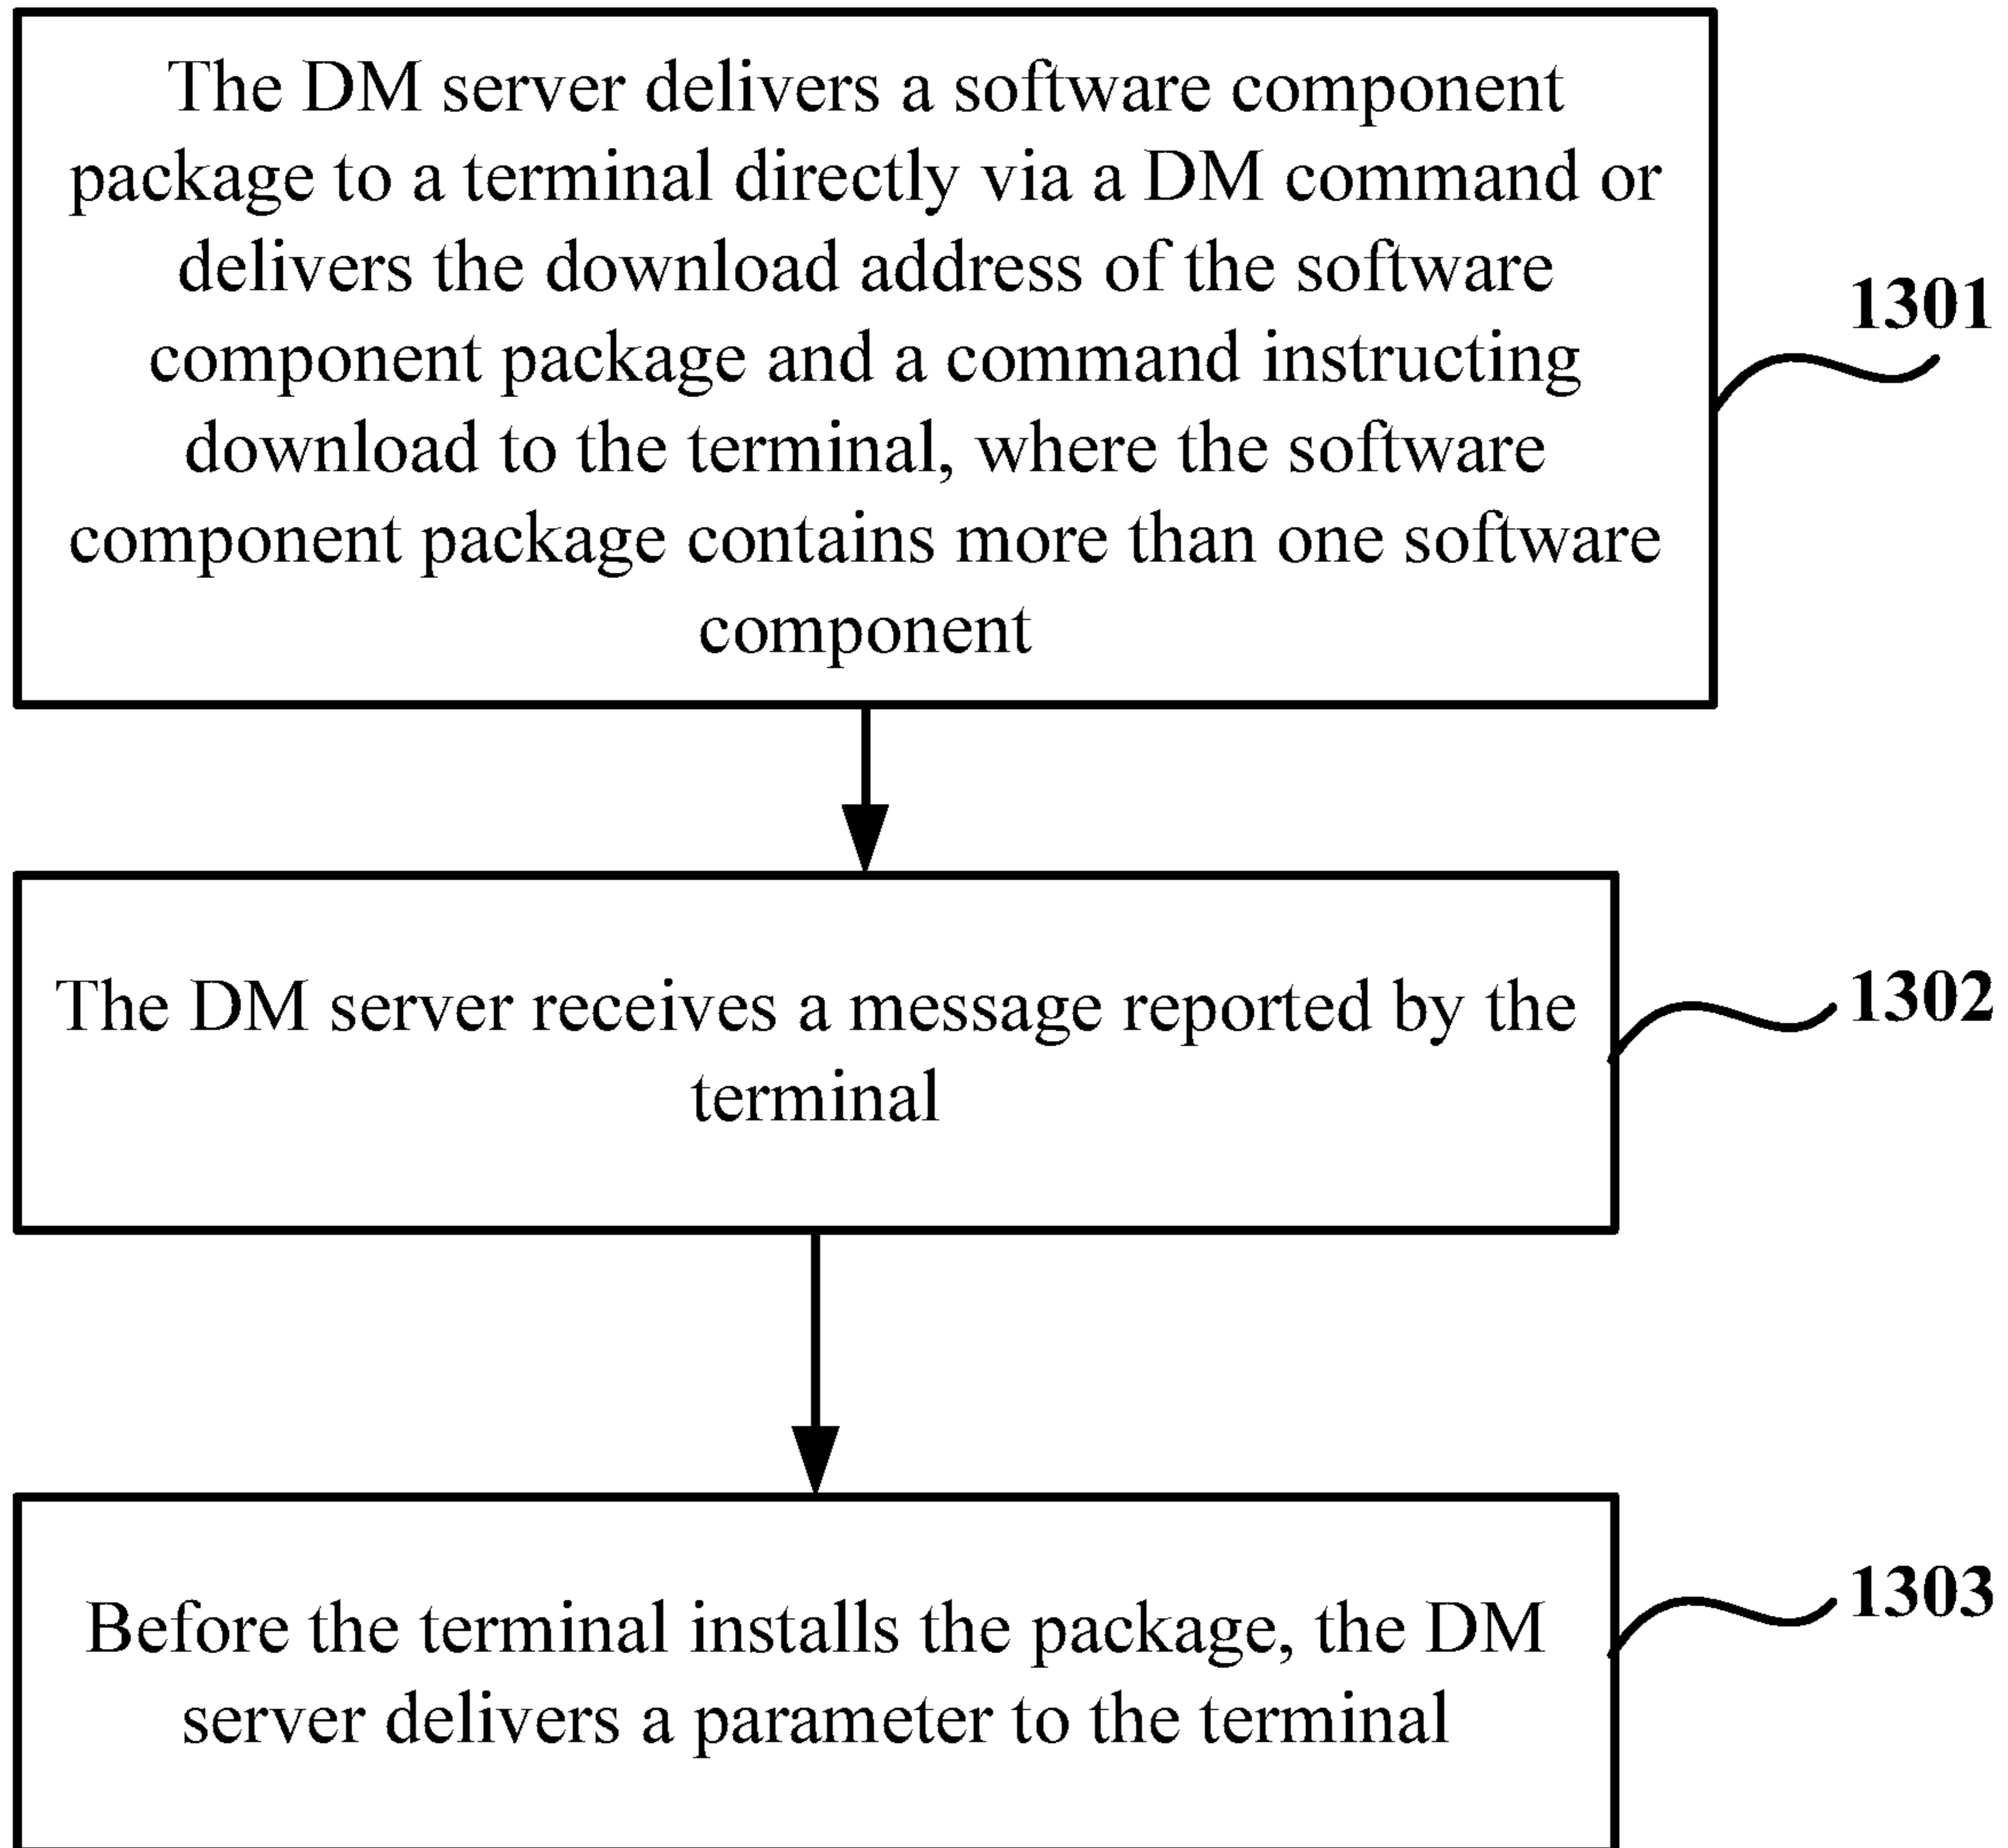 The DM server delivers a software component
package to a terminal directly via a DM command or
delivers the download address of the software
component package and a command instructing
download to the terminal, where the software
component package contains more than one software
component
1301
The DM server receives a message reported by the
terminal
1302
Before the terminal installs the package, the DM
server delivers a parameter to the terminal
1303